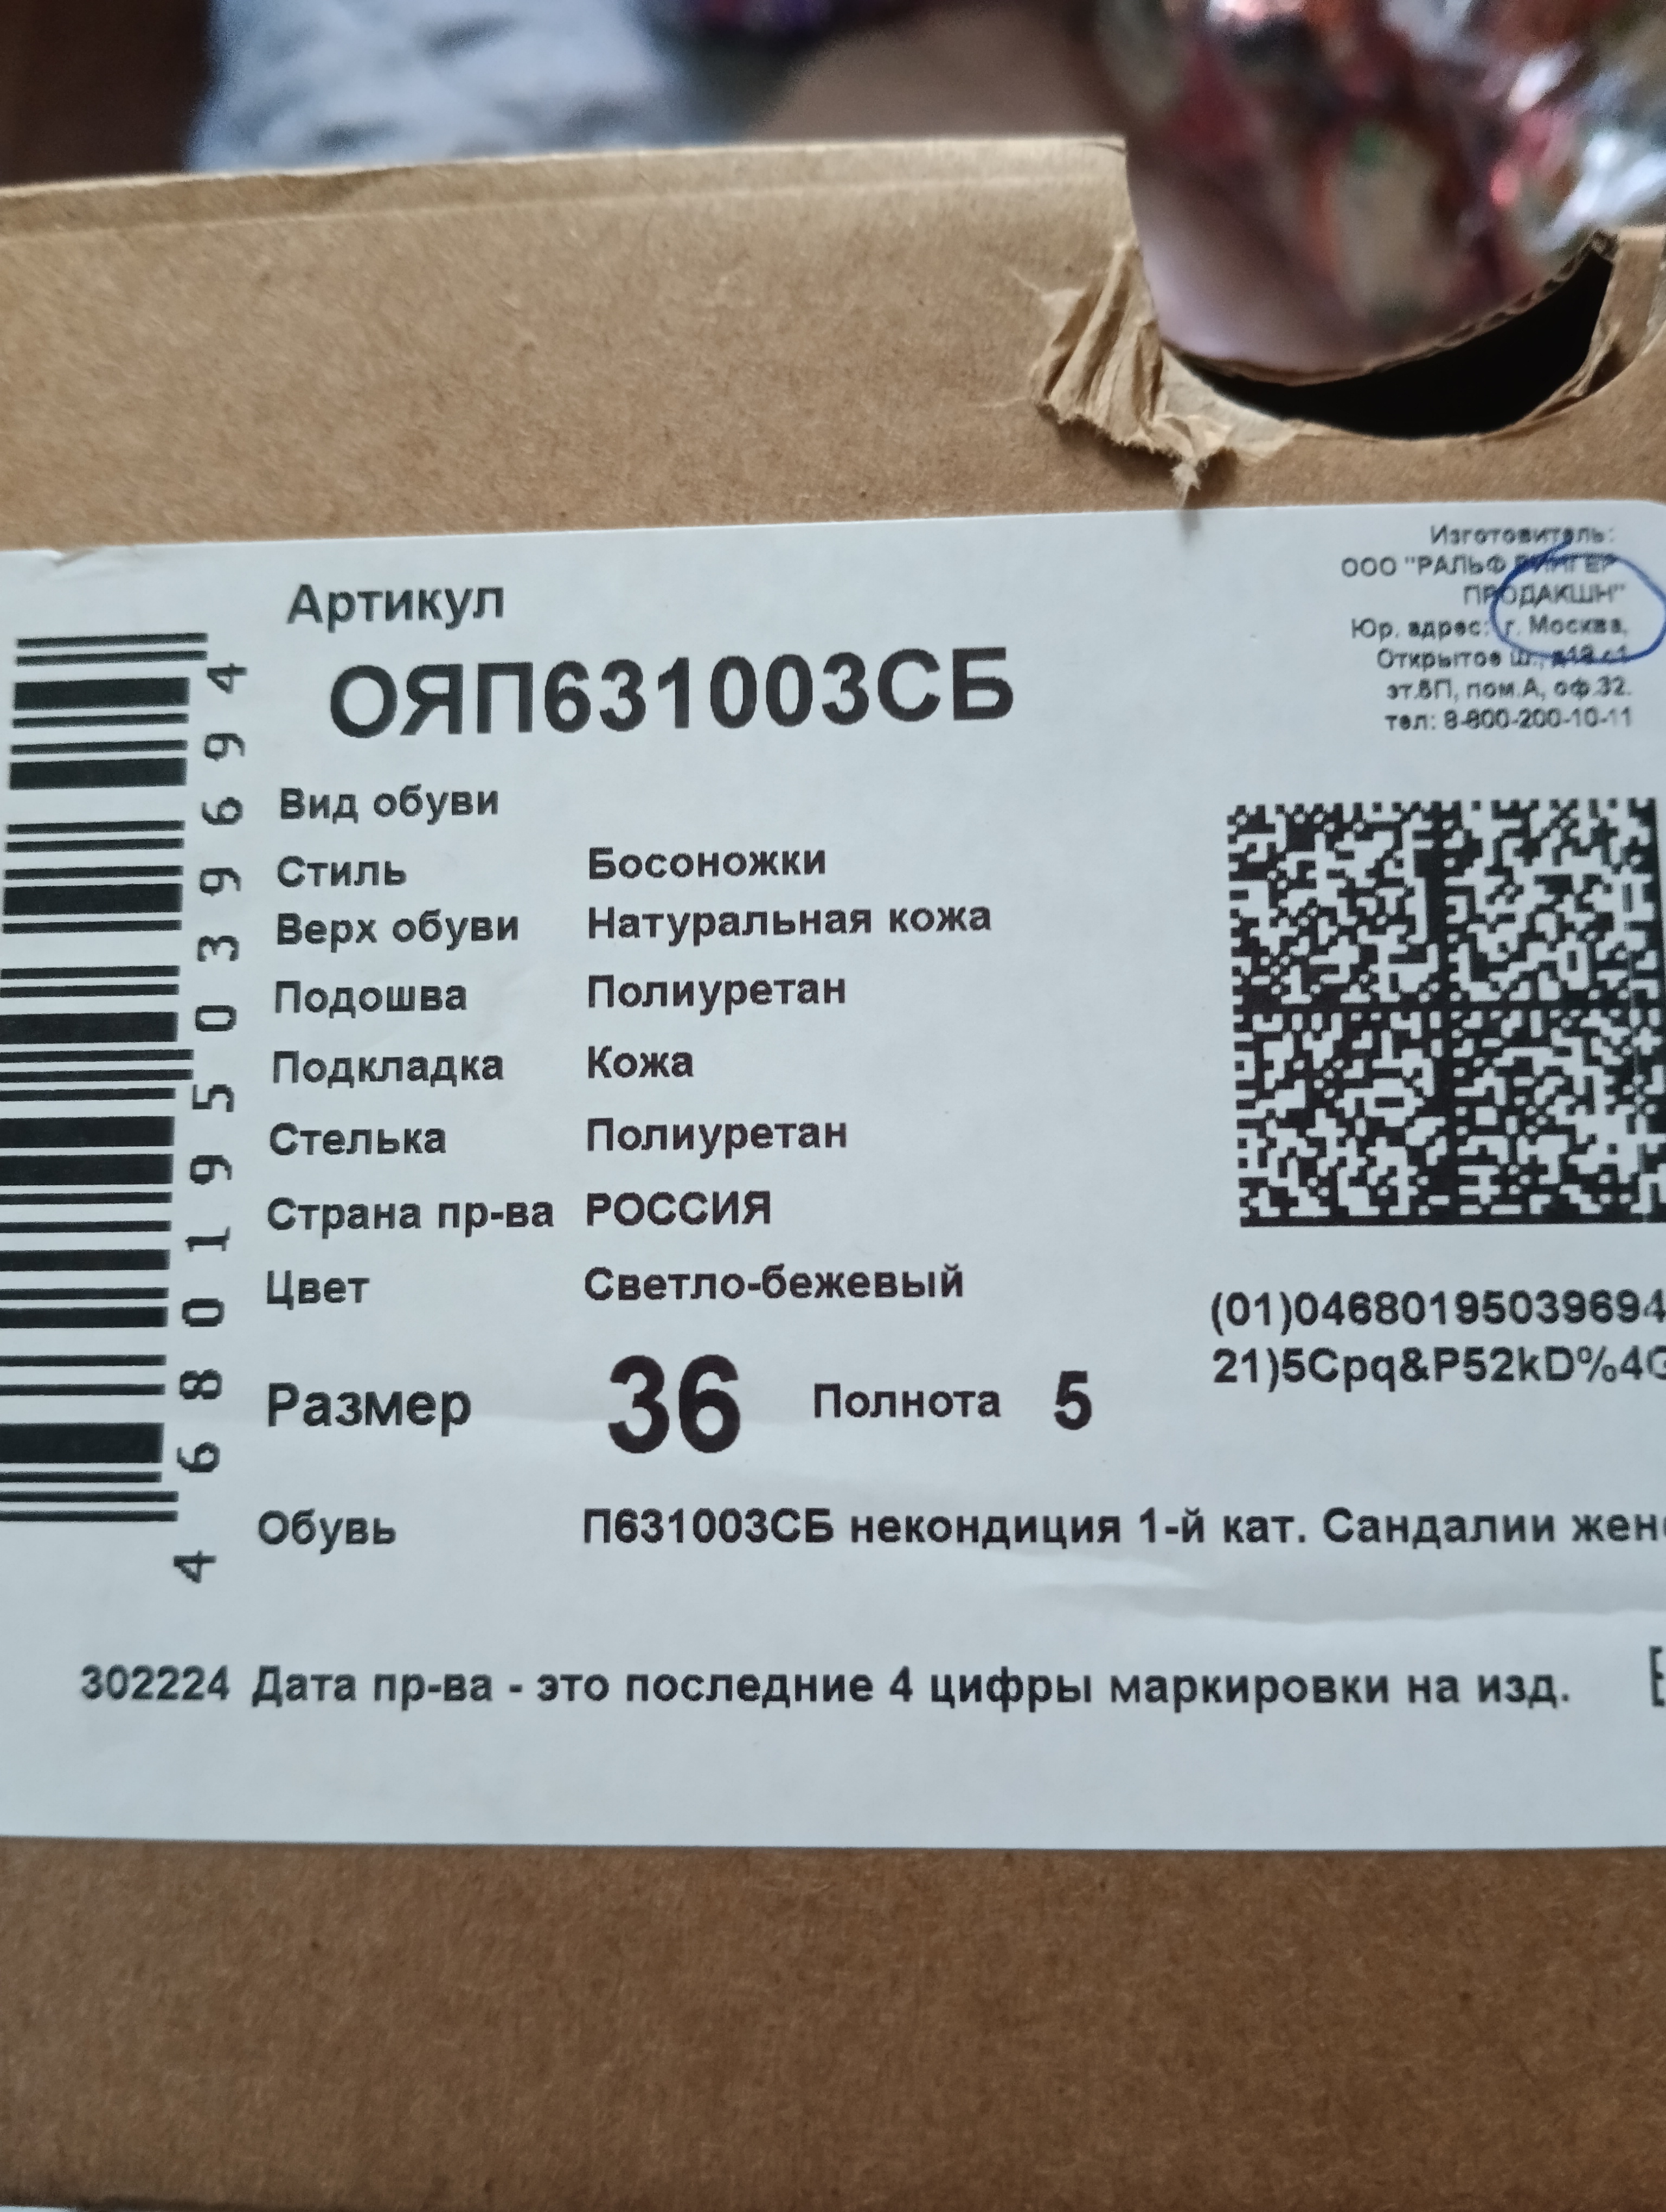 Изготовитель:
ООО "РАЛЬФ РИНГЕР
ПРОДАКШН"
Юр. адрес: г. Москва,
Открытое ш.,
пом.А, оф.32.
тел: 8-800-200-10-11
Артикул
ОЯП631003СБ
Вид обуви
Стиль Босоножки
Верх обуви Натуральная кожа
Подошва Полиуретан
Подкладка Кожа
Стелька Полиуретан
Страна пр-ва РОССИЯ
Цвет Светло-бежевый
Размер 36 Полнота 5
Обувь П631003СБ некондиция 1-й кат. Сандалии жен
302224 Дата пр-ва - это последние 4 цифры маркировки на изд.
4680195039694
(01)04680195039694
21)5Cpq&P52kD%4G